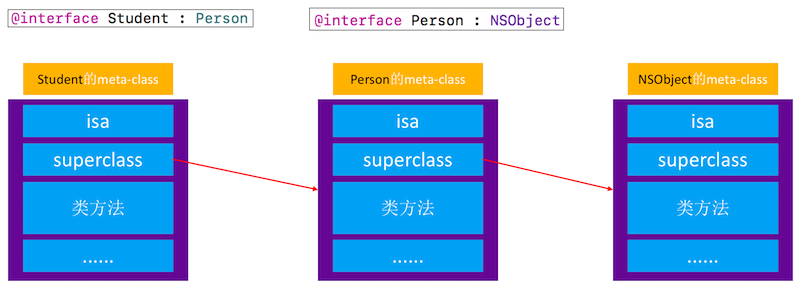 @interface Student : Person
@interface Person : NSObject
Student的meta-class
isa
superclass
类方法
......
Person的meta-class
isa
superclass
类方法
......
NSObject的meta-class
isa
superclass
类方法
......